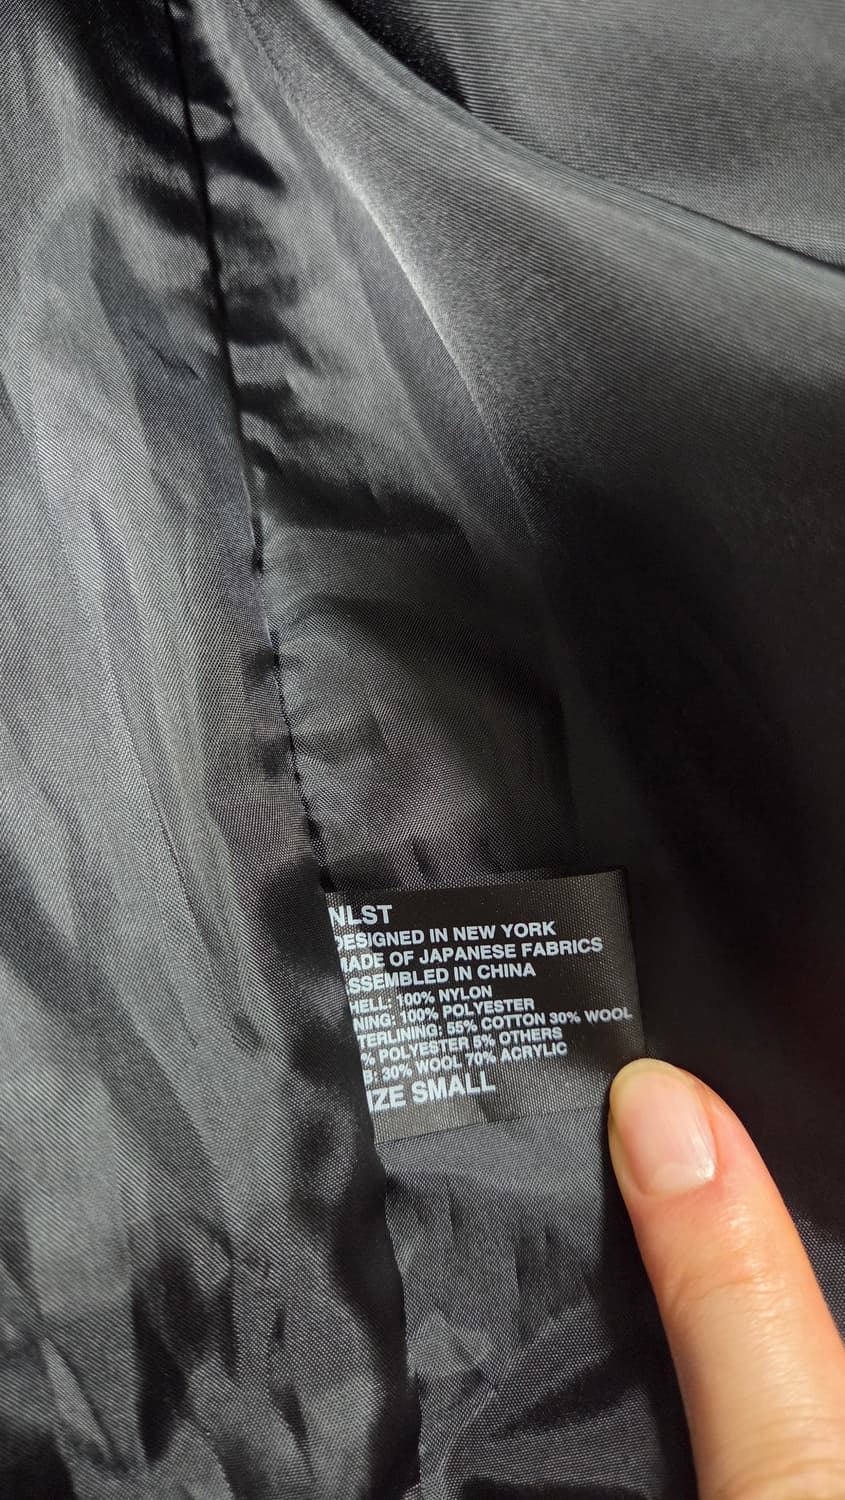 NLST
DESIGNED IN NEW YORK
MADE OF JAPANESE FABRICS
ASSEMBLED IN CHINA
HELL: 100% NYLON
NING: 100% POLYESTER
TERLINING: 55% COTTON 30% WOOL
% POLYESTER 5% OTHERS
B: 30% WOOL 70% ACRYLIC
IZE SMALL